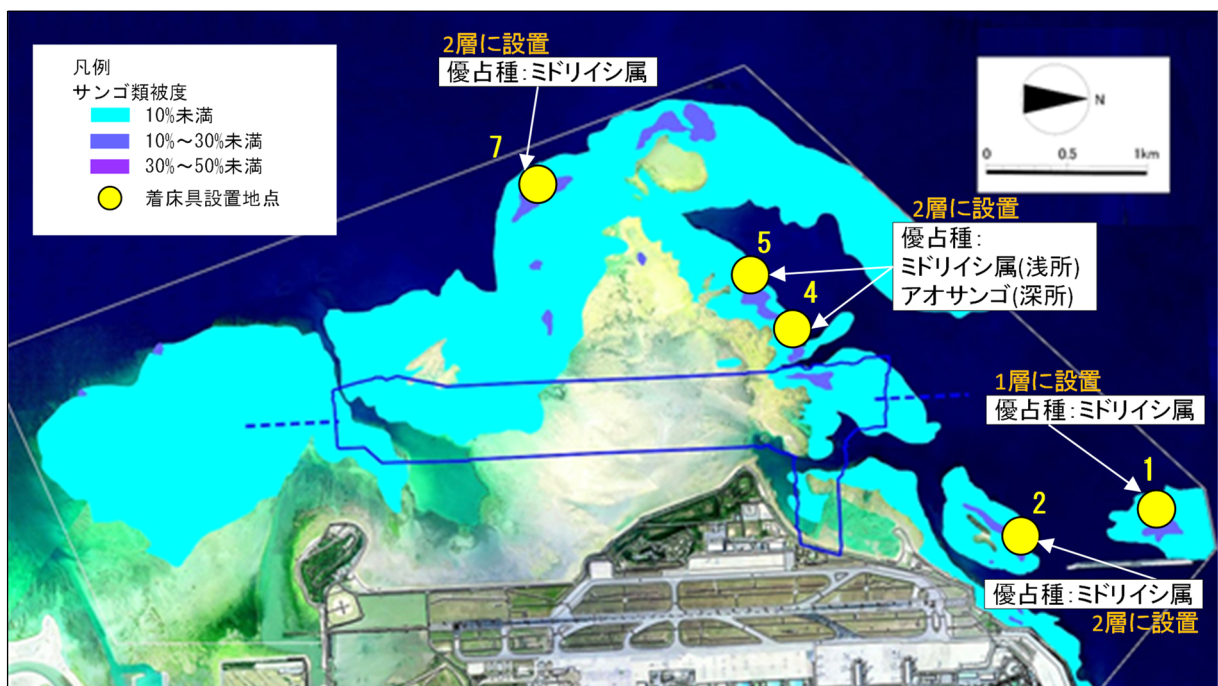 凡例
サンゴ類被度
10%未満
10%～30%未満
30%～50%未満
着床具設置地点
2層に設置
優占種：ミドリイシ属
7
N
0 0.5 1km
2層に設置
優占種：
ミドリイシ属(浅所)
アオサンゴ(深所)
5
4
1層に設置
優占種：ミドリイシ属
1
2
優占種：ミドリイシ属
2層に設置